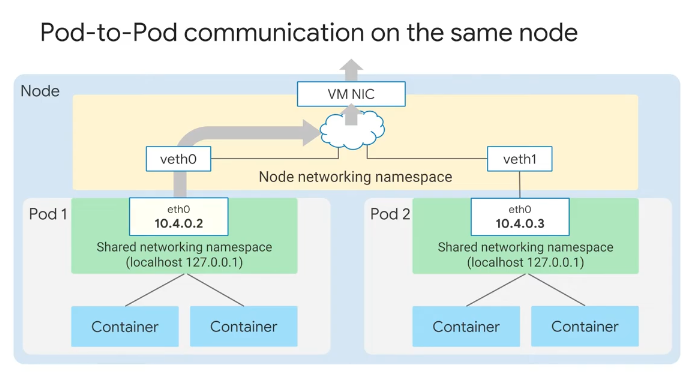 Pod-to-Pod communication on the same node
Node
VM NIC
veth0
veth1
Node networking namespace
Pod 1
eth0
10.4.0.2
Shared networking namespace
(localhost 127.0.0.1)
Container
Container
Pod 2
eth0
10.4.0.3
Shared networking namespace
(localhost 127.0.0.1)
Container
Container